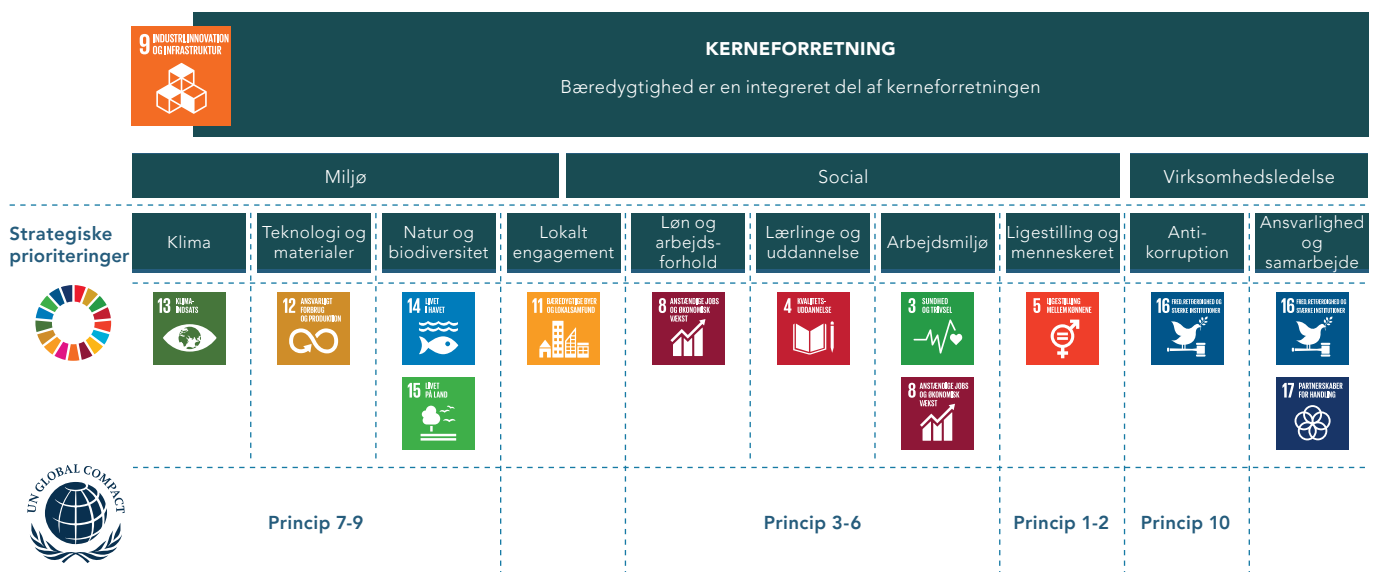 9 INDUSTRI, INNOVATION
OG INFRASTRUKTUR
KERNEFORRETNING
Bæredygtighed er en integreret del af kerneforretningen
Miljø
Social
Virksomhedsledelse
Strategiske
prioriteringer
Klima
Teknologi og
materialer
Natur og
biodiversitet
Lokalt
engagement
Løn og
arbejds-
forhold
Lærlinge og
uddannelse
Arbejdsmiljø
Ligestilling og
menneskeret
Anti-
korruption
Ansvarlighed
og
samarbejde
13 KLIMA-
INDSATS
12 ANSVARLIGT
FORBRUG
OG PRODUKTION
14 LIVET
I HAVET
15 LIVET
PÅ LAND
11 BÆREDYGTIGE BYER
OG LOKALSAMFUND
8 ANSTÆNDIGE JOBS
OG ØKONOMISK
VÆKST
4 KVALITETS-
UDDANNELSE
3 SUNDHED
OG TRIVSEL
8 ANSTÆNDIGE JOBS
OG ØKONOMISK
VÆKST
5 LIGESTILLING
MELLEM KØNNENE
16 FRED, RETFÆRDIGHED OG
STÆRKE INSTITUTIONER
16 FRED, RETFÆRDIGHED OG
STÆRKE INSTITUTIONER
17 PARTNERSKABER
FOR HANDLING
UN GLOBAL COMPACT
Princip 7-9
Princip 3-6
Princip 1-2
Princip 10